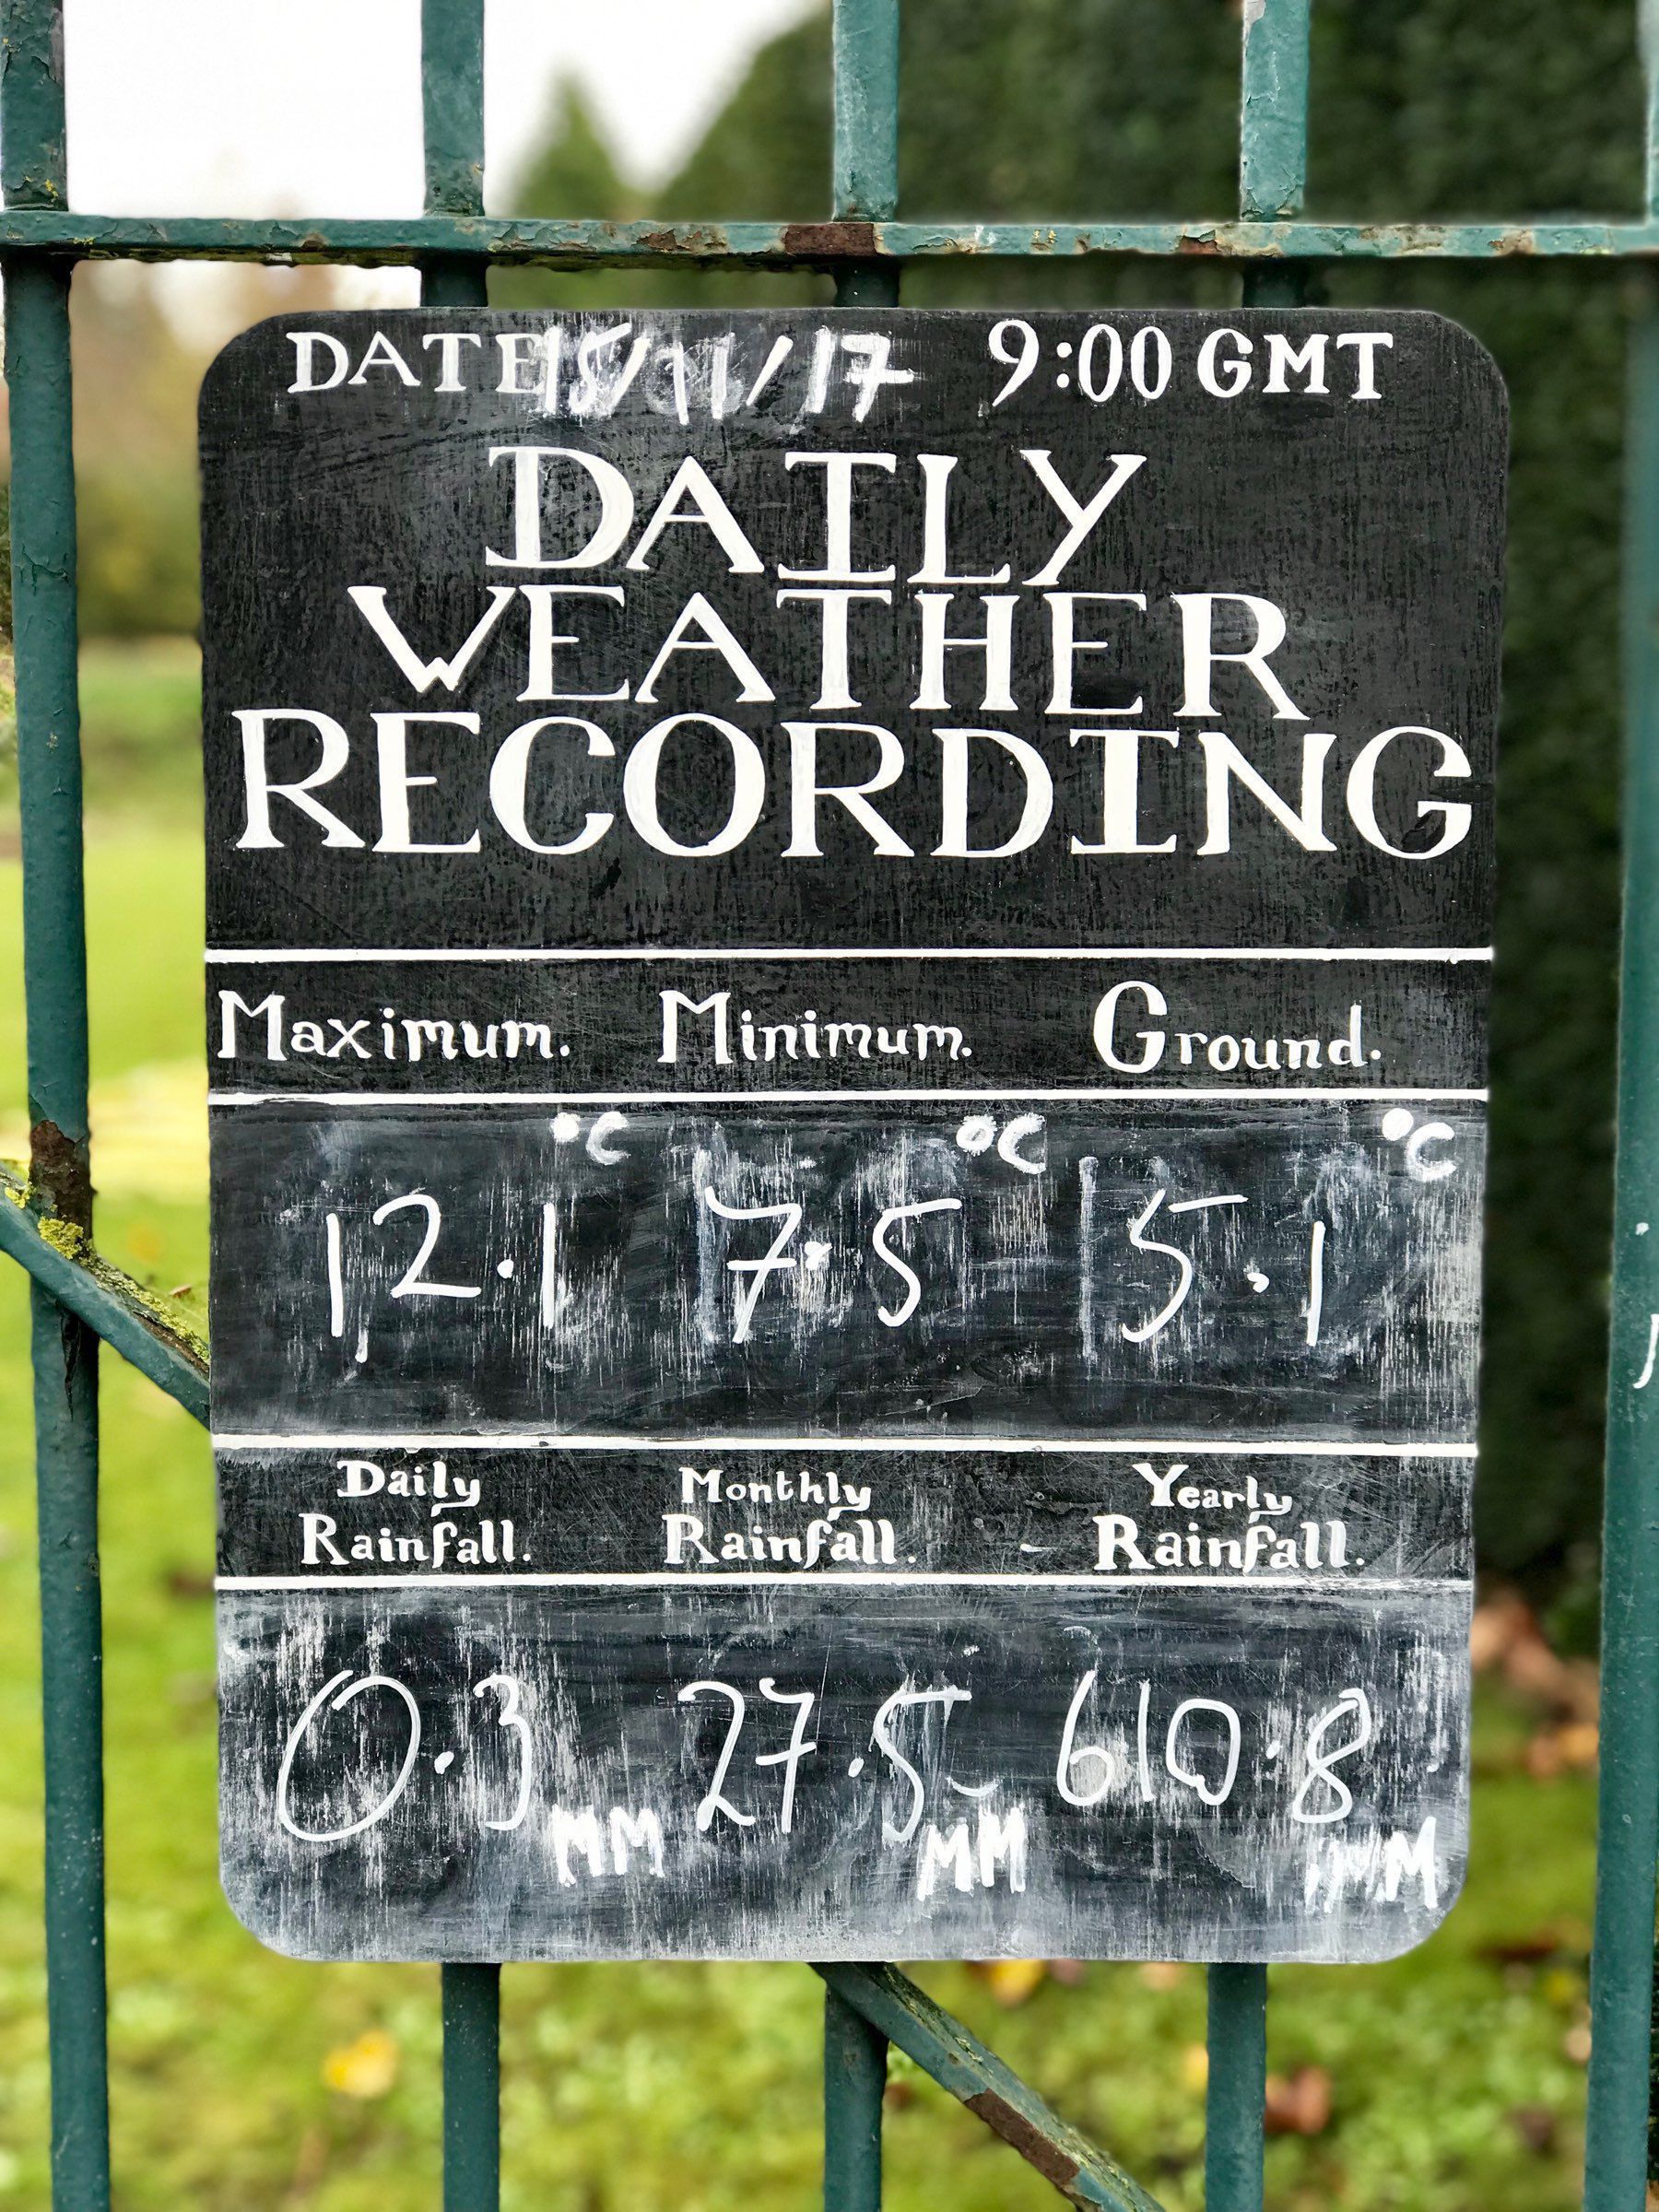 DATE 15/11/17 9:00 GMT
DAILY
WEATHER
RECORDING
Maximum. Minimum. Ground.
°C °C °C
12.1 7.5 5.1
Daily Monthly Yearly
Rainfall. Rainfall. Rainfall.
0.3 27.5 610.8
MM MM MM